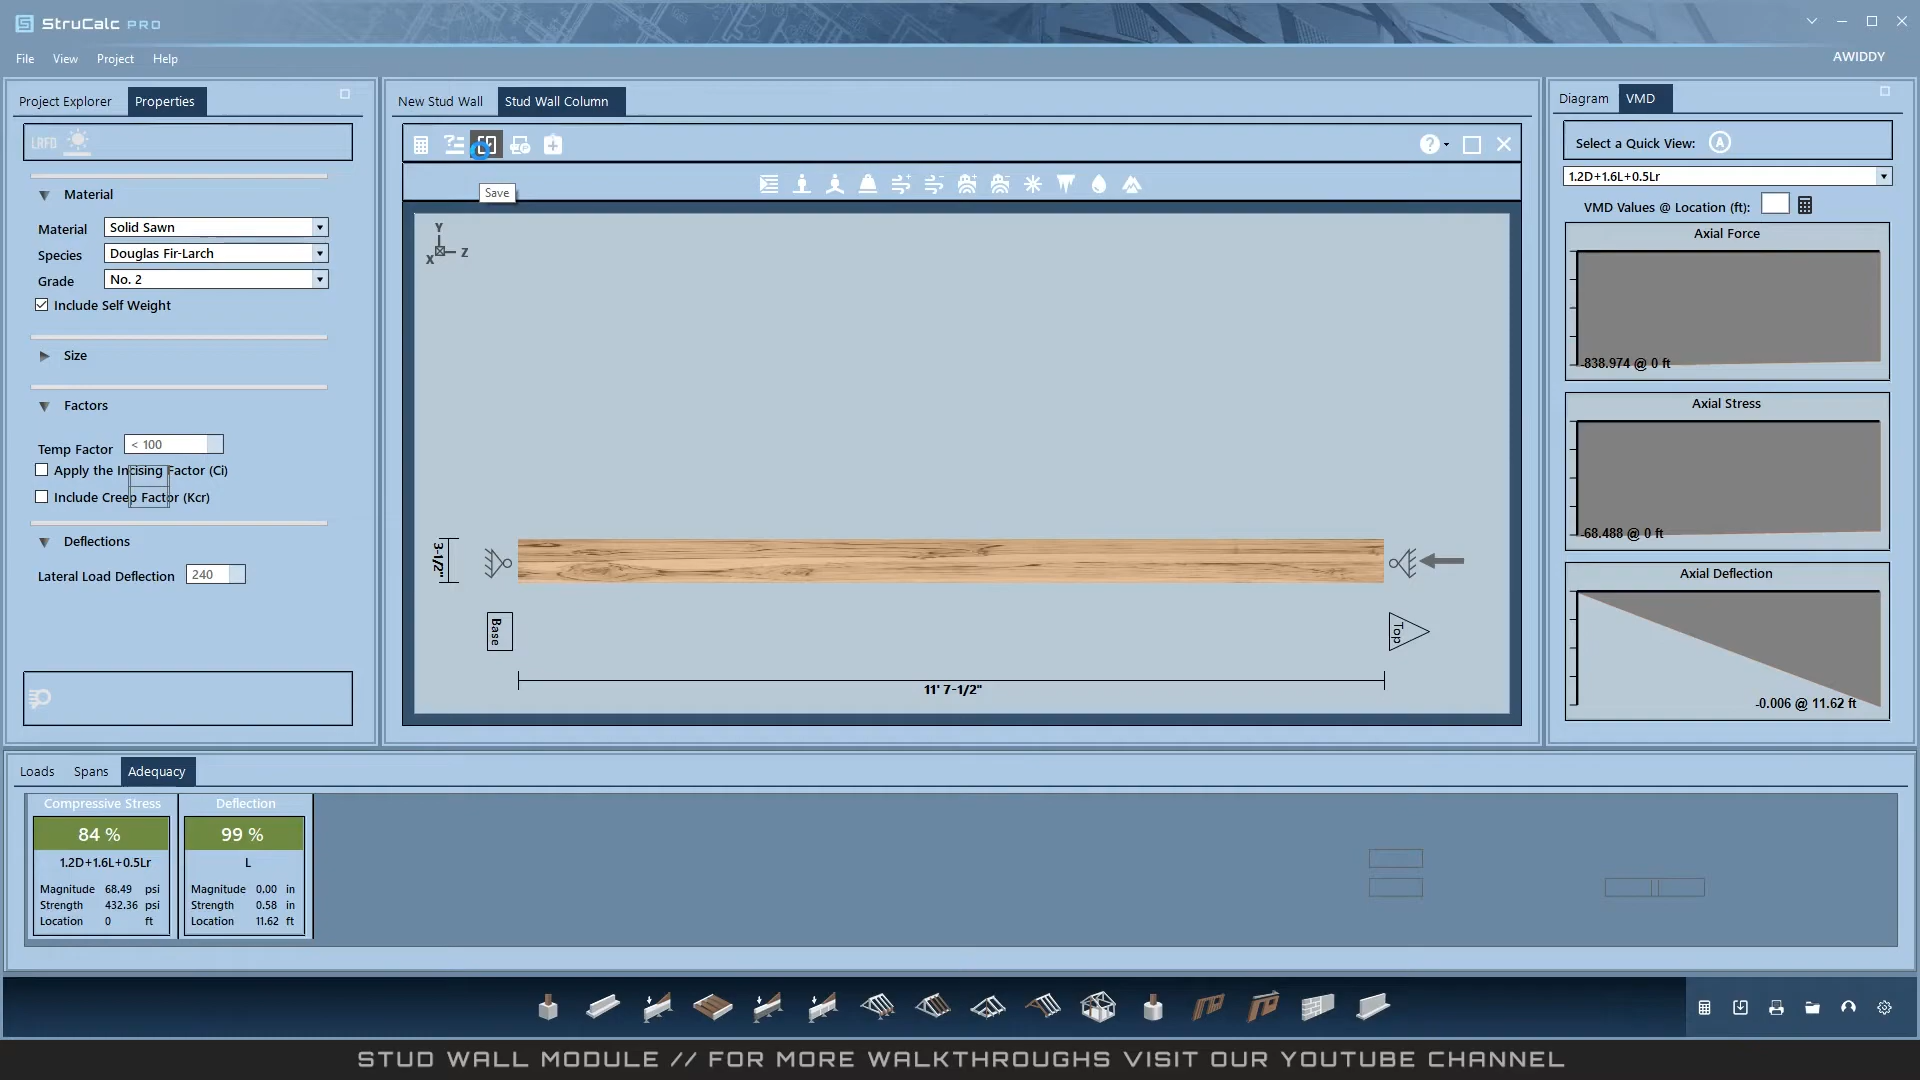 StruCalc PRO
File View Project Help
AWIDDY
Project Explorer Properties
LRFD
Material
Material Solid Sawn
Species Douglas Fir-Larch
Grade No. 2
Include Self Weight
Size
Factors
Temp Factor < 100
Apply the Incising Factor (Ci)
Include Creep Factor (Kcr)
Deflections
Lateral Load Deflection 240
New Stud Wall Stud Wall Column
Save
Y
X Z
3-1/2"
Base
Top
11' 7-1/2"
Diagram VMD
Select a Quick View: A
1.2D+1.6L+0.5Lr
VMD Values @ Location (ft):
Axial Force
-838.974 @ 0 ft
Axial Stress
-68.488 @ 0 ft
Axial Deflection
-0.006 @ 11.62 ft
Loads Spans Adequacy
Compressive Stress
84 %
1.2D+1.6L+0.5Lr
Magnitude 68.49 psi
Strength 432.36 psi
Location 0 ft
Deflection
99 %
L
Magnitude 0.00 in
Strength 0.58 in
Location 11.62 ft
STUD WALL MODULE // FOR MORE WALKTHROUGHS VISIT OUR YOUTUBE CHANNEL